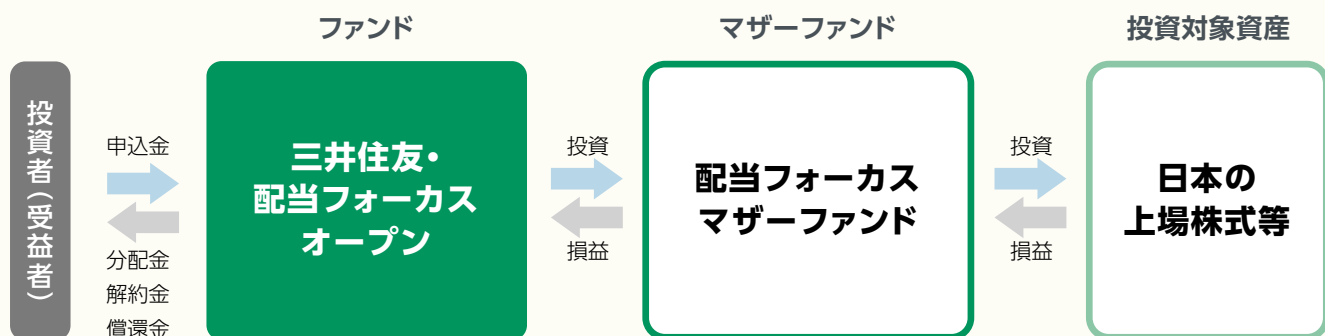 ファンド
マザーファンド
投資対象資産
投資者(受益者)
申込金
分配金
解約金
償還金
三井住友・
配当フォーカス
オープン
投資
損益
配当フォーカス
マザーファンド
投資
損益
日本の
上場株式等